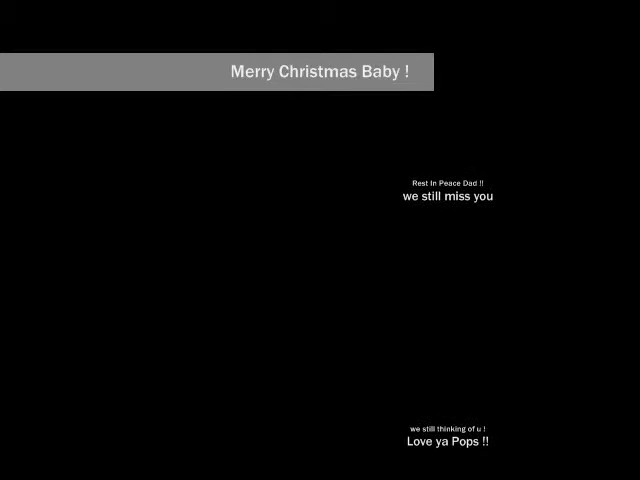 Merry Christmas Baby !
Rest In Peace Dad !!
we still miss you
we still thinking of u !
Love ya Pops !!